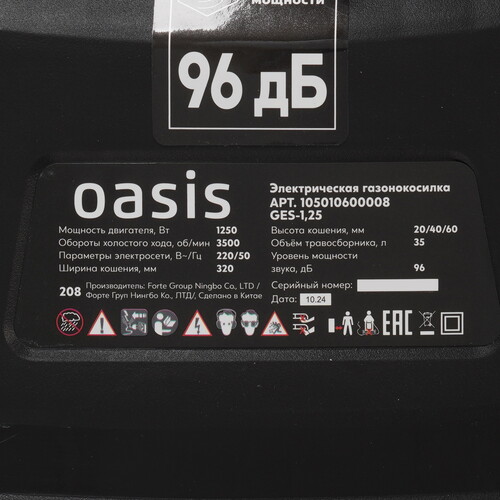 мощности
96 дБ
oasis
Мощность двигателя, Вт 1250
Обороты холостого хода, об/мин 3500
Параметры электросети, В~/Гц 220/50
Ширина кошения, мм 320
208 Производитель: Forte Group Ningbo Co., LTD /
Форте Груп Нингбо Ко., ЛТД/, Сделано в Китае
Электрическая газонокосилка
АРТ. 105010600008
GES-1,25
Высота кошения, мм 20/40/60
Объём травосборника, л 35
Уровень мощности
звука, дБ 96
Серийный номер:
Дата: 10.24
EAC